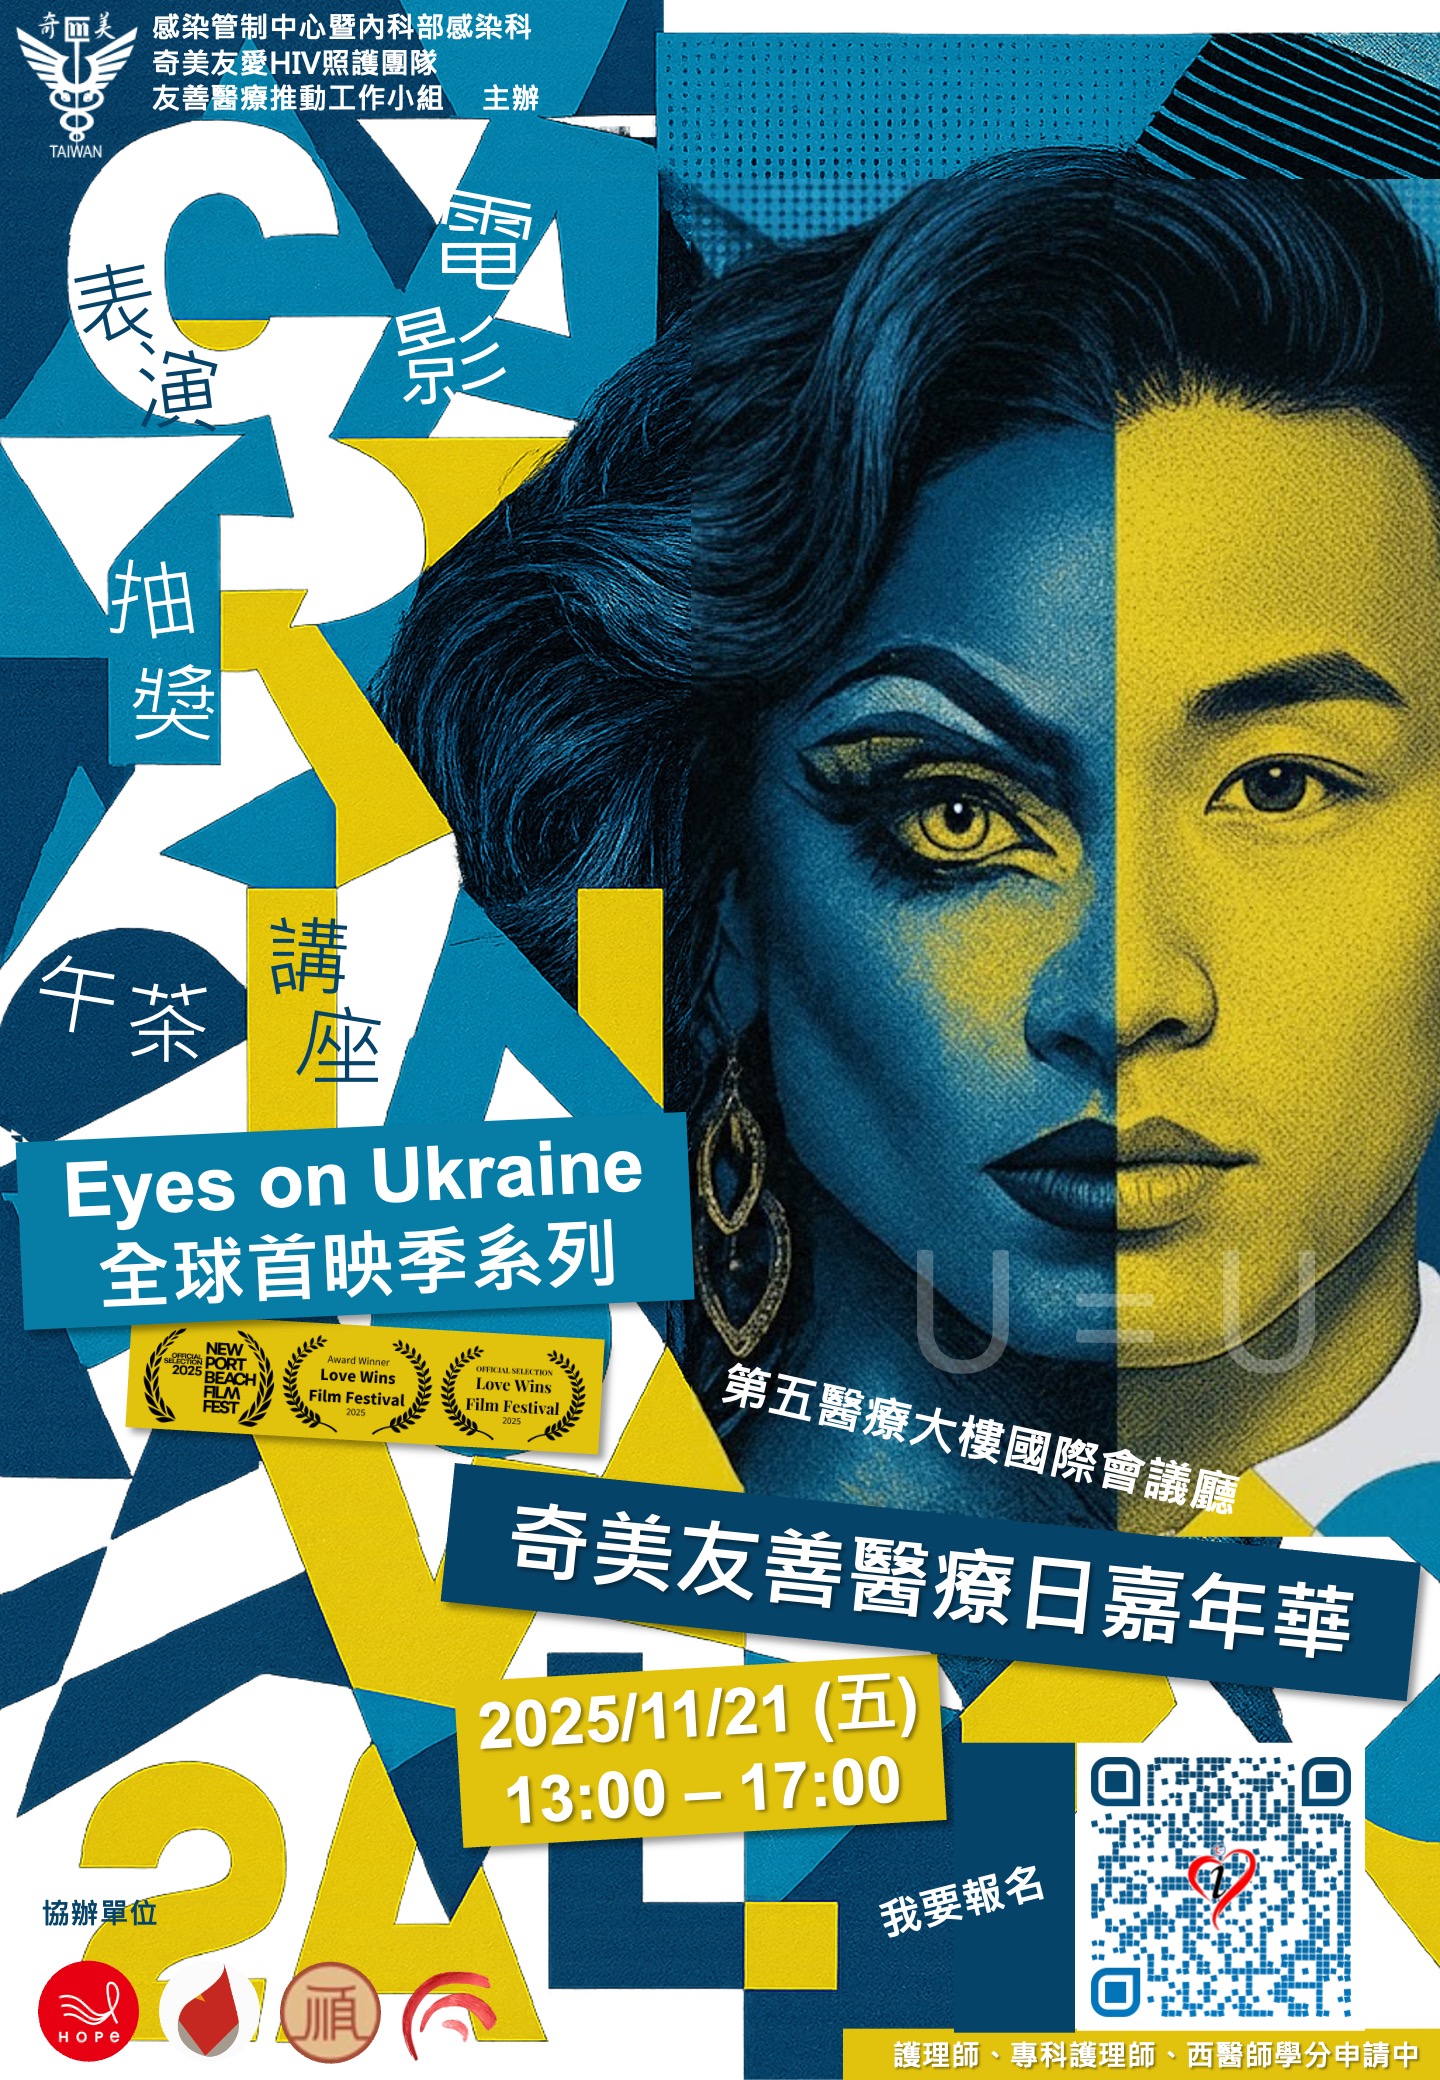 奇美
TAIWAN
感染管制中心暨內科部感染科
奇美友愛HIV照護團隊
友善醫療推動工作小組 主辦
電影
表演
抽獎
講座
午茶
Eyes on Ukraine
全球首映季系列
OFFICIAL
SELECTION
2025
NEW
PORT
BEACH
FILM
FEST
Award Winner
Love Wins
Film Festival
2025
OFFICIAL SELECTION
Love Wins
Film Festival
2025
U=U
第五醫療大樓國際會議廳
奇美友善醫療日嘉年華
2025/11/21 (五)
13:00 – 17:00
我要報名
協辦單位
HOPe
順
護理師、專科護理師、西醫師學分申請中